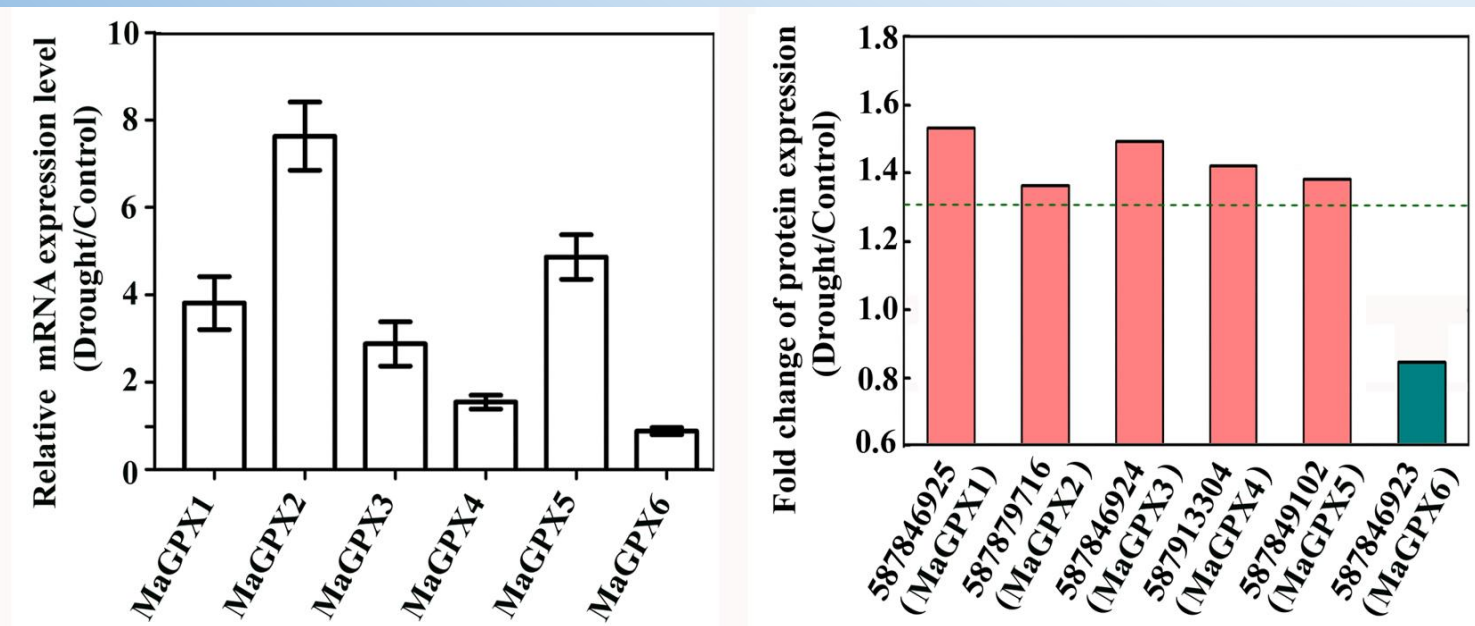 Relative mRNA expression level
(Drought/Control)
10
8
6
4
2
0
MaGPX1
MaGPX2
MaGPX3
MaGPX4
MaGPX5
MaGPX6
Fold change of protein expression
(Drought/Control)
1.8
1.6
1.4
1.2
1.0
0.8
0.6
587846925
(MaGPX1)
587879716
(MaGPX2)
587846924
(MaGPX3)
587913304
(MaGPX4)
587849102
(MaGPX5)
587846923
(MaGPX6)